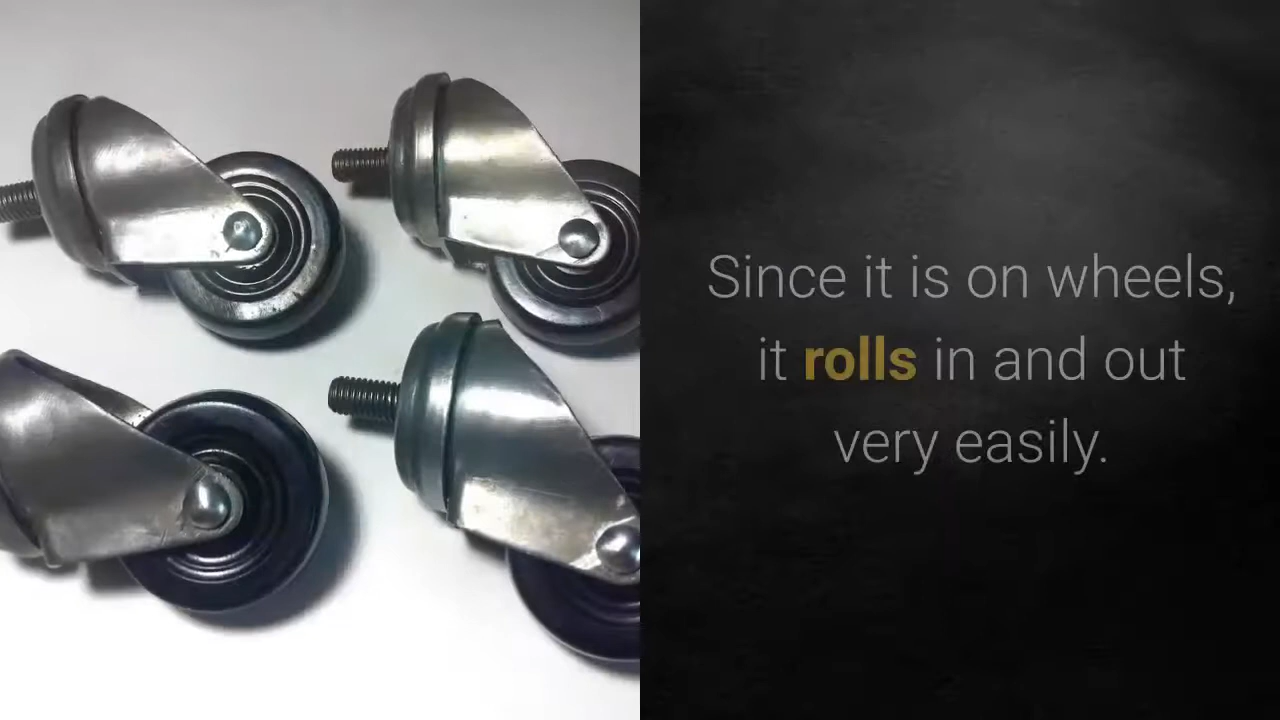 Since it is on wheels,
it rolls in and out
very easily.